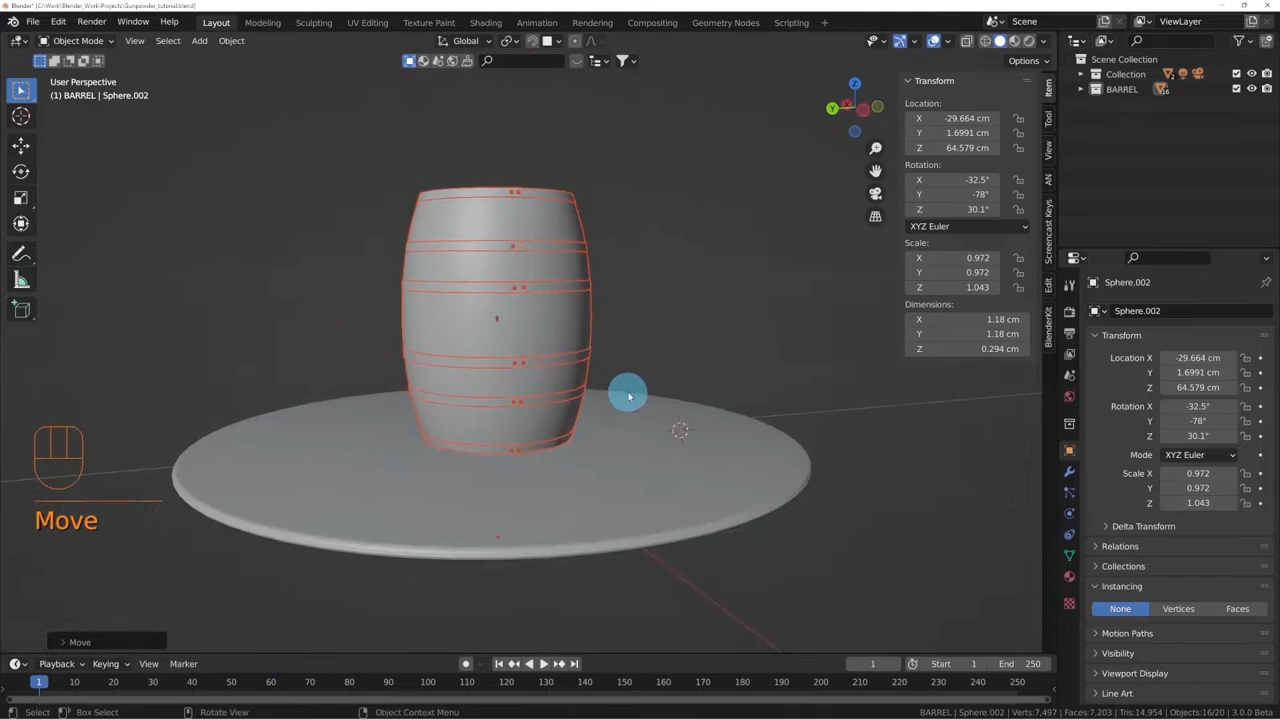 Blender* [C:\Work\Blender_Work\Projects\Gunpowder_tutorial.blend]
File Edit Render Window Help Layout Modeling Sculpting UV Editing Texture Paint Shading Animation Rendering Compositing Geometry Nodes Scripting + Scene ViewLayer
Object Mode View Select Add Object Global
Options
User Perspective
(1) BARREL | Sphere.002
Move
Move
Transform
Location:
X -29.664 cm
Y 1.6991 cm
Z 64.579 cm
Rotation:
X -32.5°
Y -78°
Z 30.1°
XYZ Euler
Scale:
X 0.972
Y 0.972
Z 1.043
Dimensions:
X 1.18 cm
Y 1.18 cm
Z 0.294 cm
Item
Tool
View
AN
Screencast Keys
Edit
BlenderKit
X
Y
Z
Scene Collection
Collection 2
BARREL 16
Sphere.002
Sphere.002
Transform
Location X -29.664 cm
Y 1.6991 cm
Z 64.579 cm
Rotation X -32.5°
Y -78°
Z 30.1°
Mode XYZ Euler
Scale X 0.972
Y 0.972
Z 1.043
Delta Transform
Relations
Collections
Instancing
None Vertices Faces
Motion Paths
Visibility
Viewport Display
Line Art
Playback Keying View Marker 1 Start 1 End 250
1 10 20 30 40 50 60 70 80 90 100 110 120 130 140 150 160 170 180 190 200 210 220 230 240 250
Select Box Select Rotate View Object Context Menu BARREL | Sphere.002 | Verts:7,497 | Faces:7,203 | Tris:14,954 | Objects:16/20 | 3.0.0 Beta